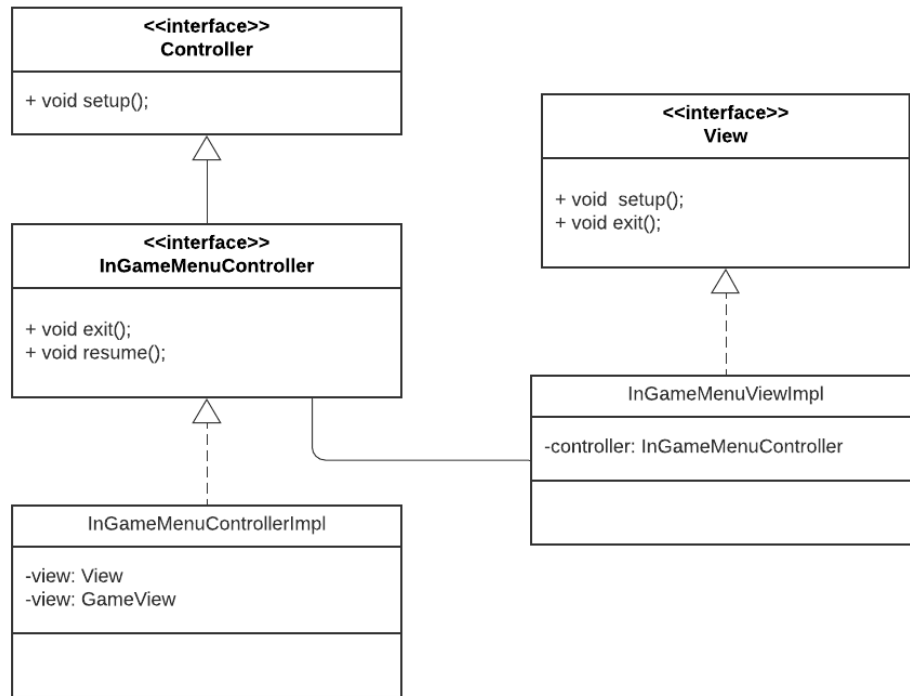 <<interface>>
Controller
+ void setup();
<<interface>>
View
+ void  setup();
+ void exit();
<<interface>>
InGameMenuController
+ void exit();
+ void resume();
InGameMenuViewImpl
-controller: InGameMenuController
InGameMenuControllerImpl
-view: View
-view: GameView